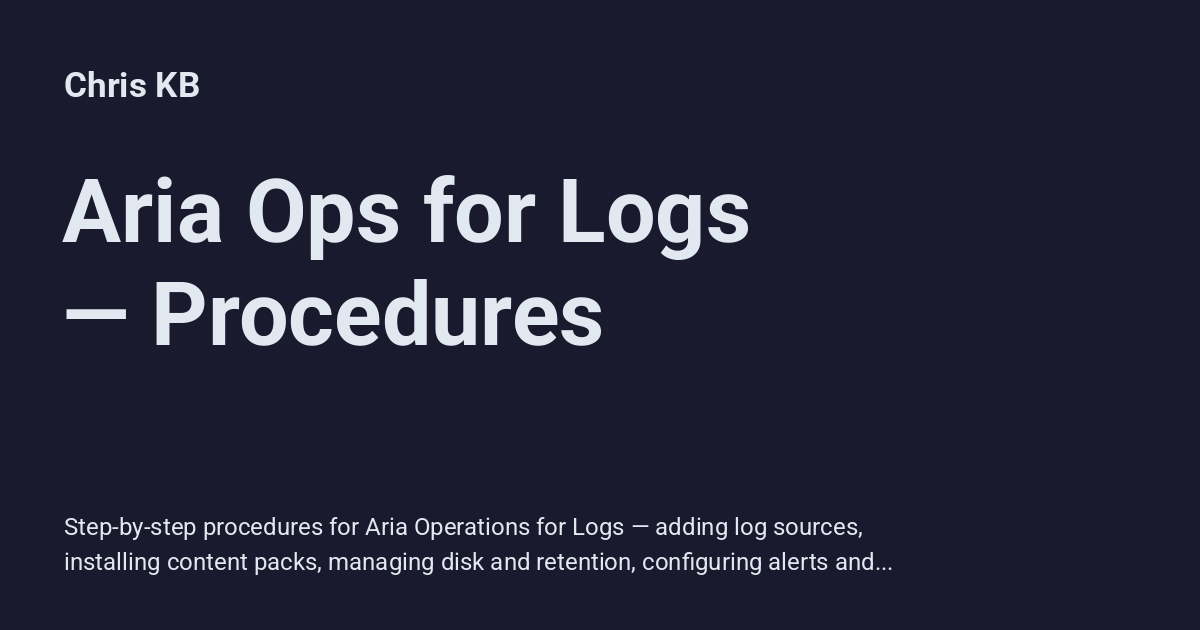 Chris KB
Aria Ops for Logs
— Procedures
Step-by-step procedures for Aria Operations for Logs — adding log sources,
installing content packs, managing disk and retention, configuring alerts and...